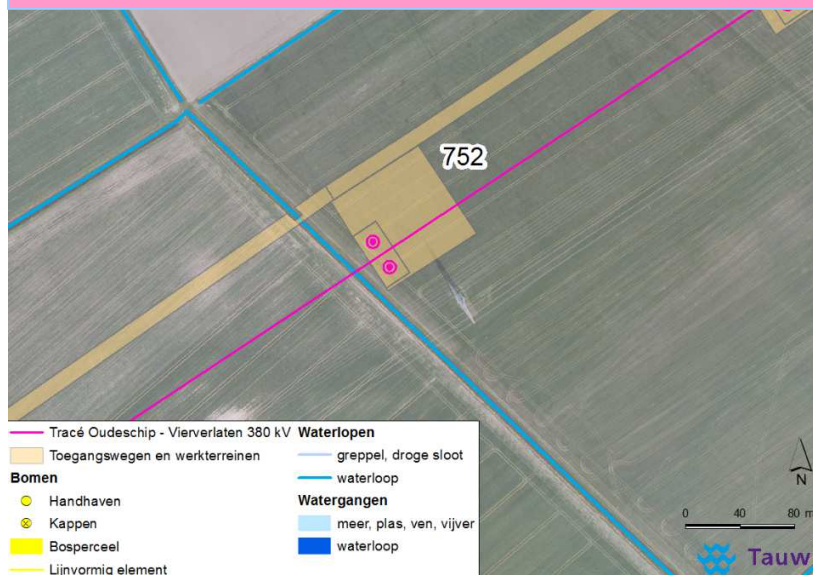 752
Tracé Oudeschip - Vierverlaten 380 kV
Toegangswegen en werkterreinen
Bomen
Handhaven
Kappen
Bosperceel
Lijnvormig element
Waterlopen
greppel, droge sloot
waterloop
Watergangen
meer, plas, ven, vijver
waterloop
N
0 40 80 m
Tauw